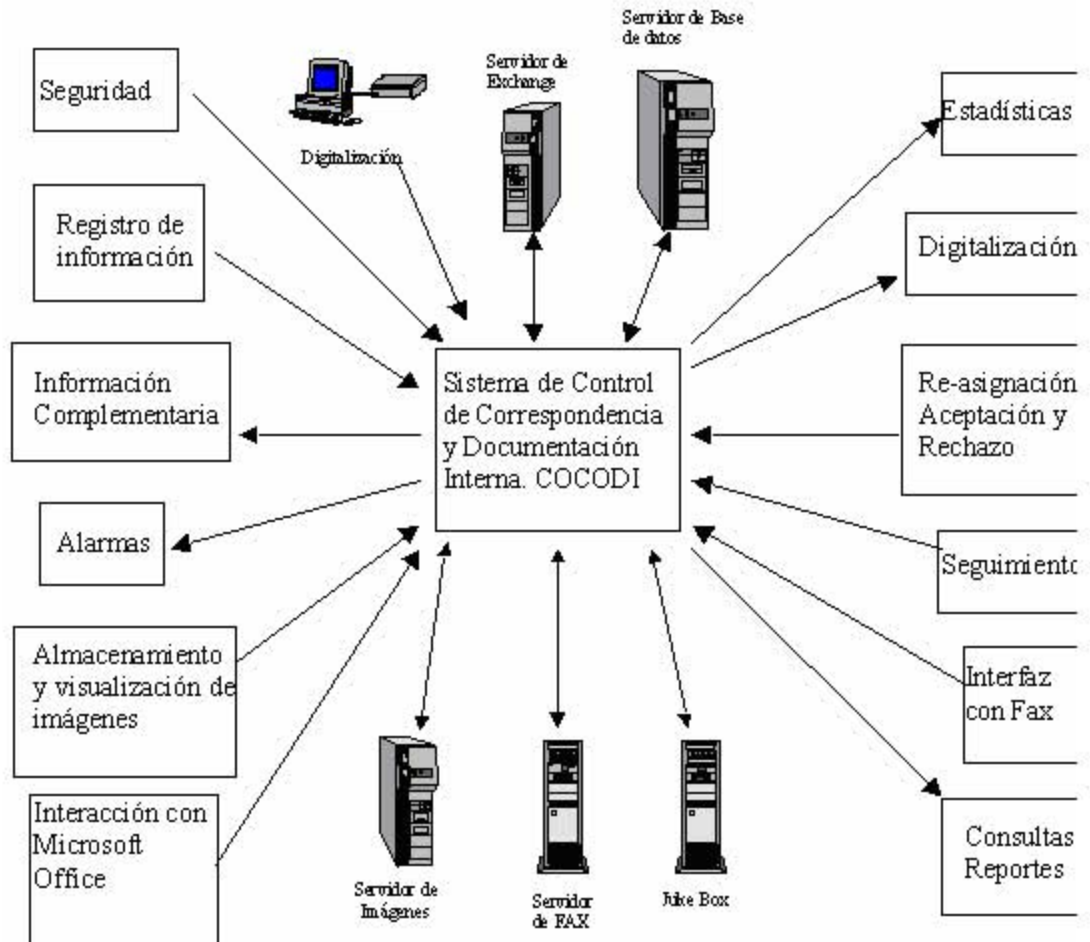 Servidor de Base
de datos
Servidor de
Exchange
Seguridad
Digitalización
Estadísticas
Registro de
información
Digitalización
Información
Complementaria
Sistema de Control
de Correspondencia
y Documentación
Interna. COCODI
Re-asignación
Aceptación y
Rechazo
Alarmas
Seguimiento
Almacenamiento
y visualización de
imágenes
Interfaz
con Fax
Interacción con
Microsoft
Office
Consultas
Reportes
Servidor de
Imágenes
Servidor
de FAX
Juke Box